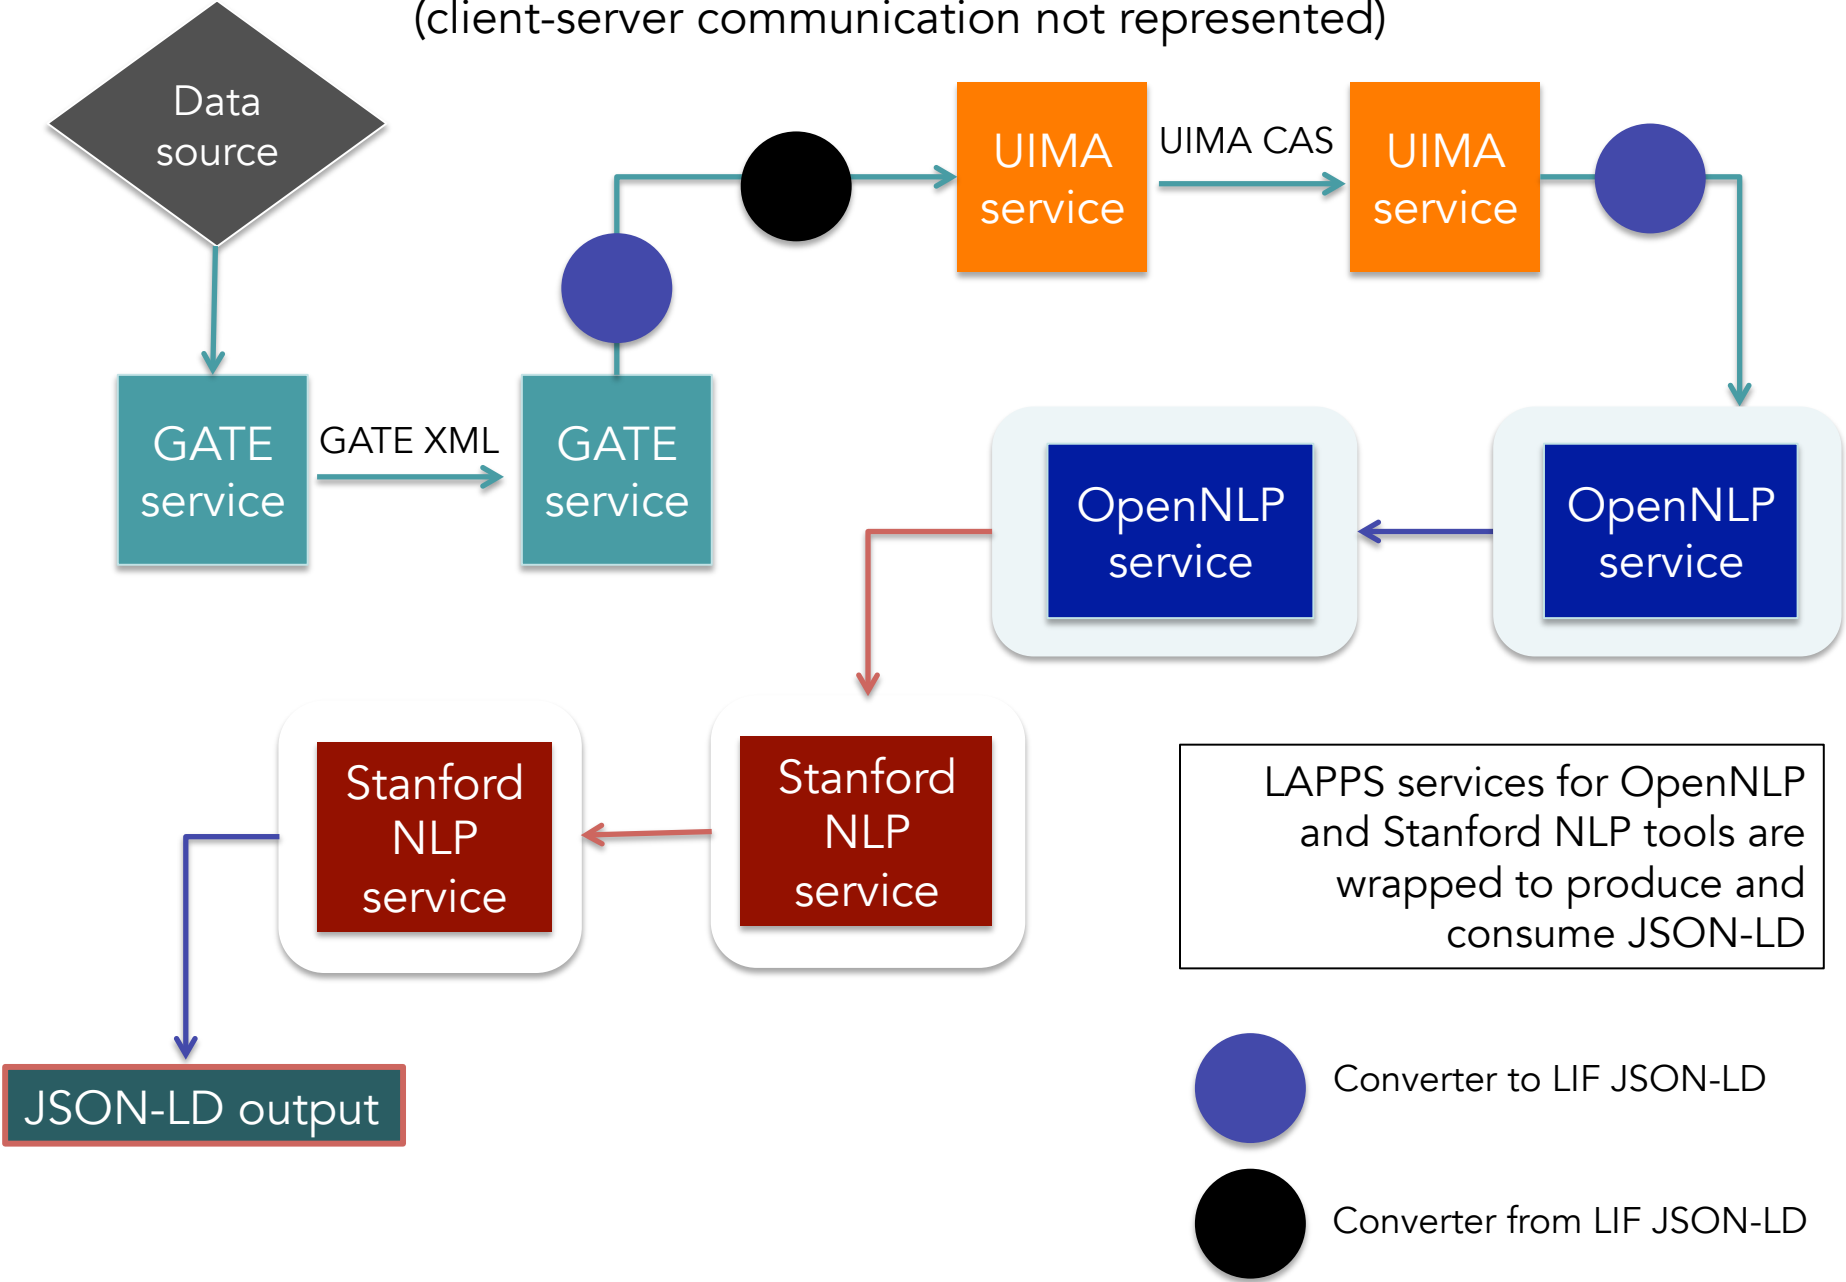 (client-server communication not represented)
Data
source
UIMA
service
UIMA CAS
UIMA
service
GATE
service
GATE XML
GATE
service
OpenNLP
service
OpenNLP
service
Stanford
NLP
service
Stanford
NLP
service
LAPPS services for OpenNLP
and Stanford NLP tools are
wrapped to produce and
consume JSON-LD
JSON-LD output
Converter to LIF JSON-LD
Converter from LIF JSON-LD